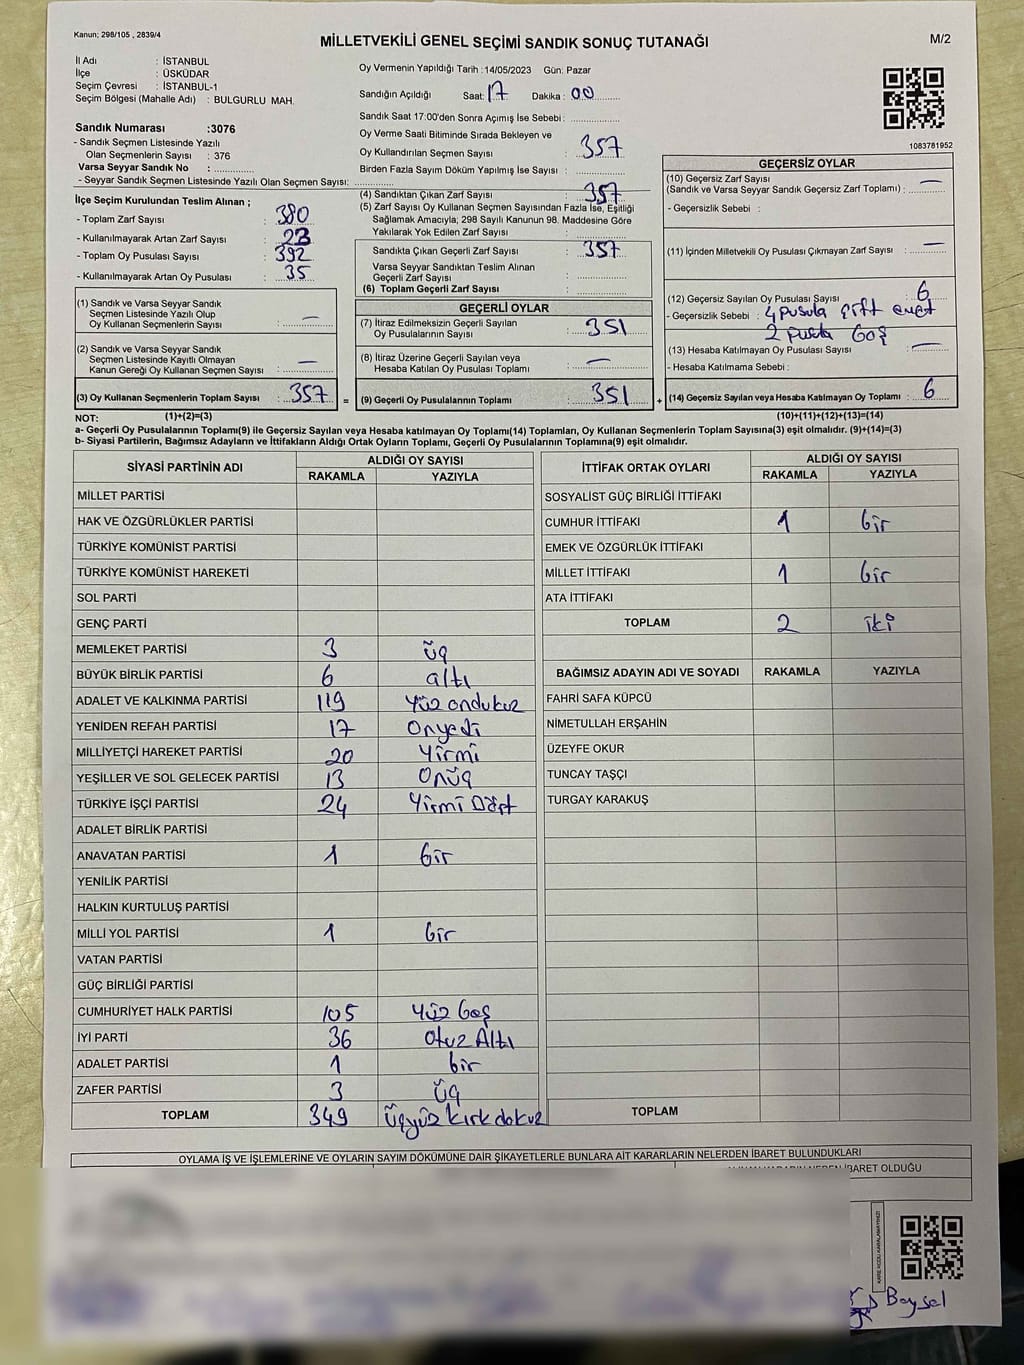 Kanun: 298/105 , 2839/4
MİLLETVEKİLİ GENEL SEÇİMİ SANDIK SONUÇ TUTANAĞI
M/2
İl Adı : İSTANBUL
İlçe : ÜSKÜDAR
Seçim Çevresi : İSTANBUL-1
Seçim Bölgesi (Mahalle Adı) : BULGURLU MAH.
Sandık Numarası :3076
- Sandık Seçmen Listesinde Yazılı
Olan Seçmenlerin Sayısı : 376
Varsa Seyyar Sandık No :
- Seyyar Sandık Seçmen Listesinde Yazılı Olan Seçmen Sayısı:
Oy Vermenin Yapıldığı Tarih :14/05/2023 Gün: Pazar
Sandığın Açıldığı Saat: 17 Dakika : 00
Sandık Saat 17:00'den Sonra Açımış İse Sebebi :
Oy Verme Saati Bitiminde Sırada Bekleyen ve
Oy Kullandırılan Seçmen Sayısı : 357
Birden Fazla Sayım Döküm Yapılmış İse Sayısı :
1083781952
İlçe Seçim Kurulundan Teslim Alınan ;
- Toplam Zarf Sayısı : 380
- Kullanılmayarak Artan Zarf Sayısı : 23
- Toplam Oy Pusulası Sayısı : 392
- Kullanılmayarak Artan Oy Pusulası : 35
(4) Sandıktan Çıkan Zarf Sayısı : 357
(5) Zarf Sayısı Oy Kullanan Seçmen Sayısından Fazla İse, Eşitliği
Sağlamak Amacıyla; 298 Sayılı Kanunun 98. Maddesine Göre
Yakılarak Yok Edilen Zarf Sayısı :
Sandıkta Çıkan Geçerli Zarf Sayısı : 357
Varsa Seyyar Sandıktan Teslim Alınan
Geçerli Zarf Sayısı :
(6) Toplam Geçerli Zarf Sayısı :
GEÇERSİZ OYLAR
(10) Geçersiz Zarf Sayısı
(Sandık ve Varsa Seyyar Sandık Geçersiz Zarf Toplamı) : —
- Geçersizlik Sebebi :
(11) İçinden Milletvekili Oy Pusulası Çıkmayan Zarf Sayısı : —
(12) Geçersiz Sayılan Oy Pusulası Sayısı : 6
- Geçersizlik Sebebi : 4 pusula çift evet
2 pusula boş
(13) Hesaba Katılmayan Oy Pusulası Sayısı : —
- Hesaba Katılmama Sebebi :
(14) Geçersiz Sayılan veya Hesaba Katılmayan Oy Toplamı : 6
(10)+(11)+(12)+(13)=(14)
(1) Sandık ve Varsa Seyyar Sandık
Seçmen Listesinde Yazılı Olup
Oy Kullanan Seçmenlerin Sayısı : —
(2) Sandık ve Varsa Seyyar Sandık
Seçmen Listesinde Kayıtlı Olmayan
Kanun Gereği Oy Kullanan Seçmen Sayısı : —
(3) Oy Kullanan Seçmenlerin Toplam Sayısı : 357 =
GEÇERLİ OYLAR
(7) İtiraz Edilmeksizin Geçerli Sayılan
Oy Pusulalarının Sayısı : 351
(8) İtiraz Üzerine Geçerli Sayılan veya
Hesaba Katılan Oy Pusulası Toplamı : —
(9) Geçerli Oy Pusulalarının Toplamı : 351 +
NOT: (1)+(2)=(3)
a- Geçerli Oy Pusulalarının Toplamı(9) ile Geçersiz Sayılan veya Hesaba katılmayan Oy Toplamı(14) Toplamları, Oy Kullanan Seçmenlerin Toplam Sayısına(3) eşit olmalıdır. (9)+(14)=(3)
b- Siyasi Partilerin, Bağımsız Adayların ve İttifakların Aldığı Ortak Oyların Toplamı, Geçerli Oy Pusulalarının Toplamına(9) eşit olmalıdır.
SİYASİ PARTİNİN ADI ALDIĞI OY SAYISI
RAKAMLA YAZIYLA
MİLLET PARTİSİ
HAK VE ÖZGÜRLÜKLER PARTİSİ
TÜRKİYE KOMÜNİST PARTİSİ
TÜRKİYE KOMÜNİST HAREKETİ
SOL PARTİ
GENÇ PARTİ
MEMLEKET PARTİSİ 3 üç
BÜYÜK BİRLİK PARTİSİ 6 altı
ADALET VE KALKINMA PARTİSİ 119 Yüz ondukuz
YENİDEN REFAH PARTİSİ 17 Onyedi
MİLLİYETÇİ HAREKET PARTİSİ 20 Yirmi
YEŞİLLER VE SOL GELECEK PARTİSİ 13 Onüç
TÜRKİYE İŞÇİ PARTİSİ 24 Yirmi Dört
ADALET BİRLİK PARTİSİ
ANAVATAN PARTİSİ 1 bir
YENİLİK PARTİSİ
HALKIN KURTULUŞ PARTİSİ
MİLLİ YOL PARTİSİ 1 bir
VATAN PARTİSİ
GÜÇ BİRLİĞİ PARTİSİ
CUMHURİYET HALK PARTİSİ 105 Yüz beş
İYİ PARTİ 36 Otuz Altı
ADALET PARTİSİ 1 bir
ZAFER PARTİSİ 3 üç
TOPLAM 349 üçyüz kırk dokuz
İTTİFAK ORTAK OYLARI ALDIĞI OY SAYISI
RAKAMLA YAZIYLA
SOSYALİST GÜÇ BİRLİĞİ İTTİFAKI
CUMHUR İTTİFAKI 1 bir
EMEK VE ÖZGÜRLÜK İTTİFAKI
MİLLET İTTİFAKI 1 bir
ATA İTTİFAKI
TOPLAM 2 iki
BAĞIMSIZ ADAYIN ADI VE SOYADI RAKAMLA YAZIYLA
FAHRİ SAFA KÜPCÜ
NİMETULLAH ERŞAHİN
ÜZEYFE OKUR
TUNCAY TAŞÇI
TURGAY KARAKUŞ
TOPLAM
OYLAMA İŞ VE İŞLEMLERİNE VE OYLARIN SAYIM DÖKÜMÜNE DAİR ŞİKAYETLERLE BUNLARA AİT KARARLARIN NELERDEN İBARET BULUNDUKLARI
İBARET OLDUĞU
KARE KODU KARALAMAYINIZ!
Baysal